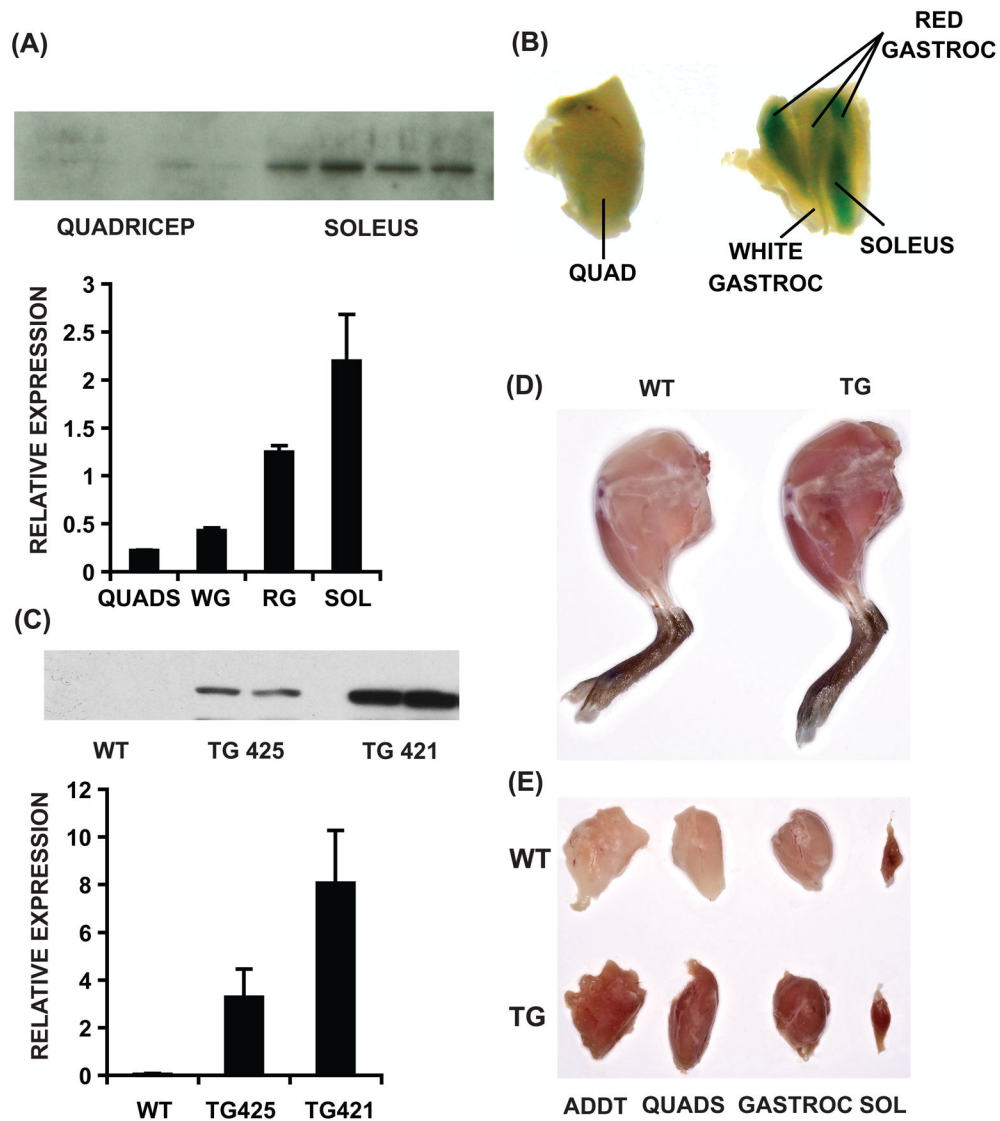 (A)
QUADRICEP SOLEUS
RELATIVE EXPRESSION
3
2.5
2
1.5
1
0.5
0
QUADS WG RG SOL
(B)
RED
GASTROC
QUAD
WHITE
GASTROC
SOLEUS
(C)
WT TG 425 TG 421
RELATIVE EXPRESSION
12
10
8
6
4
2
0
WT TG425 TG421
(D)
WT TG
(E)
WT
TG
ADDT QUADS GASTROC SOL